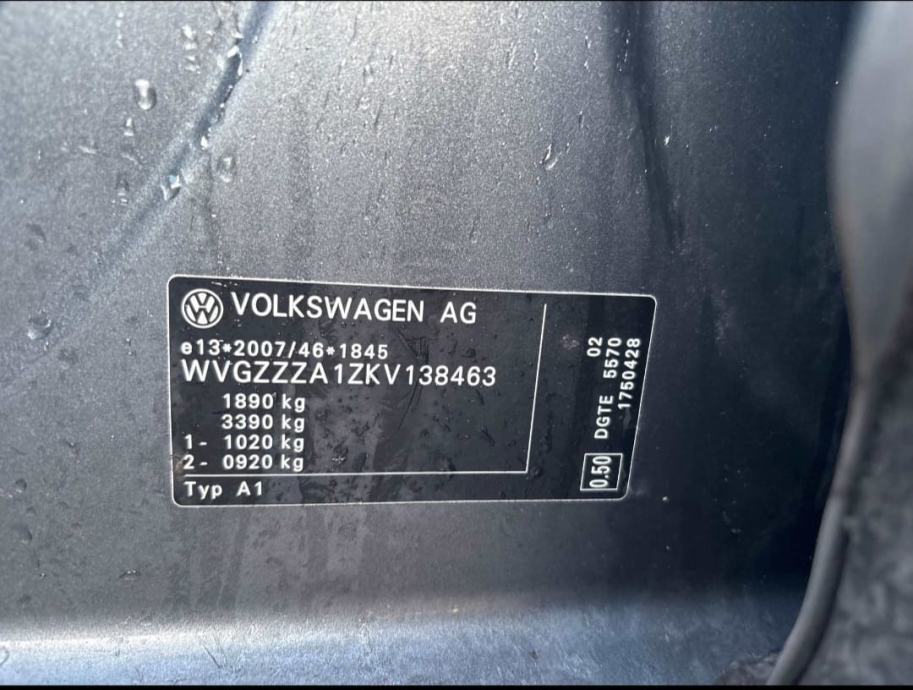 VOLKSWAGEN AG
e13*2007/46*1845
WVGZZZA1ZKV138463
1890 kg
3390 kg
1- 1020 kg
2- 0920 kg
Typ A1
02
DGTE 5570
1750428
0.50